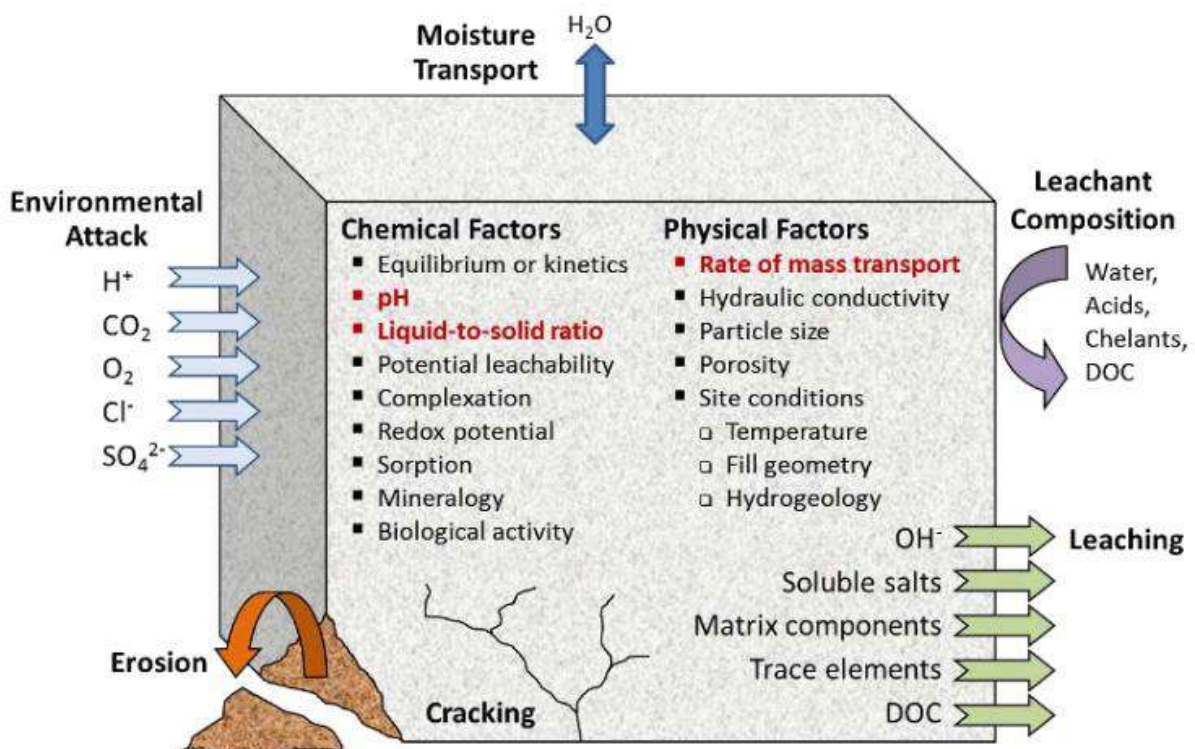 Moisture
Transport
H₂O
Environmental
Attack
H⁺
CO₂
O₂
Cl⁻
SO₄²⁻
Chemical Factors
▪ Equilibrium or kinetics
▪ pH
▪ Liquid-to-solid ratio
▪ Potential leachability
▪ Complexation
▪ Redox potential
▪ Sorption
▪ Mineralogy
▪ Biological activity
Physical Factors
▪ Rate of mass transport
▪ Hydraulic conductivity
▪ Particle size
▪ Porosity
▪ Site conditions
▫ Temperature
▫ Fill geometry
▫ Hydrogeology
Leachant
Composition
Water,
Acids,
Chelants,
DOC
OH⁻
Leaching
Soluble salts
Matrix components
Trace elements
DOC
Erosion
Cracking